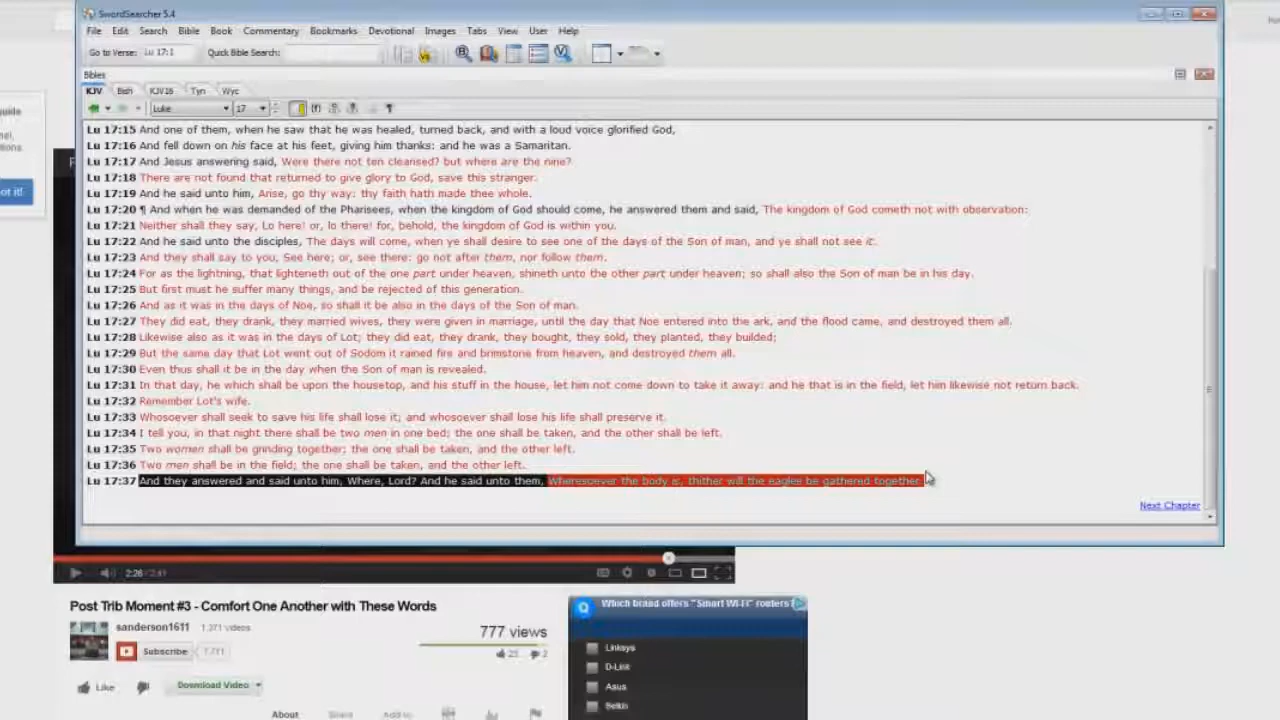 SwordSearcher 5.4
File Edit Search Bible Book Commentary Bookmarks Devotional Images Tabs View User Help
Go to Verse: Lu 17:1 Quick Bible Search:
Bibles
KJV Bish KJV16 Tyn Wyc
Luke 17
Lu 17:15 And one of them, when he saw that he was healed, turned back, and with a loud voice glorified God,
Lu 17:16 And fell down on his face at his feet, giving him thanks: and he was a Samaritan.
Lu 17:17 And Jesus answering said, Were there not ten cleansed? but where are the nine?
Lu 17:18 There are not found that returned to give glory to God, save this stranger.
Lu 17:19 And he said unto him, Arise, go thy way: thy faith hath made thee whole.
Lu 17:20 ¶ And when he was demanded of the Pharisees, when the kingdom of God should come, he answered them and said, The kingdom of God cometh not with observation:
Lu 17:21 Neither shall they say, Lo here! or, lo there! for, behold, the kingdom of God is within you.
Lu 17:22 And he said unto the disciples, The days will come, when ye shall desire to see one of the days of the Son of man, and ye shall not see it.
Lu 17:23 And they shall say to you, See here; or, see there: go not after them, nor follow them.
Lu 17:24 For as the lightning, that lighteneth out of the one part under heaven, shineth unto the other part under heaven; so shall also the Son of man be in his day.
Lu 17:25 But first must he suffer many things, and be rejected of this generation.
Lu 17:26 And as it was in the days of Noe, so shall it be also in the days of the Son of man.
Lu 17:27 They did eat, they drank, they married wives, they were given in marriage, until the day that Noe entered into the ark, and the flood came, and destroyed them all.
Lu 17:28 Likewise also as it was in the days of Lot; they did eat, they drank, they bought, they sold, they planted, they builded;
Lu 17:29 But the same day that Lot went out of Sodom it rained fire and brimstone from heaven, and destroyed them all.
Lu 17:30 Even thus shall it be in the day when the Son of man is revealed.
Lu 17:31 In that day, he which shall be upon the housetop, and his stuff in the house, let him not come down to take it away: and he that is in the field, let him likewise not return back.
Lu 17:32 Remember Lot's wife.
Lu 17:33 Whosoever shall seek to save his life shall lose it; and whosoever shall lose his life shall preserve it.
Lu 17:34 I tell you, in that night there shall be two men in one bed; the one shall be taken, and the other shall be left.
Lu 17:35 Two women shall be grinding together; the one shall be taken, and the other left.
Lu 17:36 Two men shall be in the field; the one shall be taken, and the other left.
Lu 17:37 And they answered and said unto him, Where, Lord? And he said unto them, Wheresoever the body is, thither will the eagles be gathered together.
Next Chapter
guide
ot it!
2:26
Post Trib Moment #3 - Comfort One Another with These Words
sanderson1611 1,371 videos
Subscribe
777 views
Like
Download Video
About Share Add to
Which brand offers "Smart Wi-Fi" routers?
Linksys
D-Link
Asus
Belkin